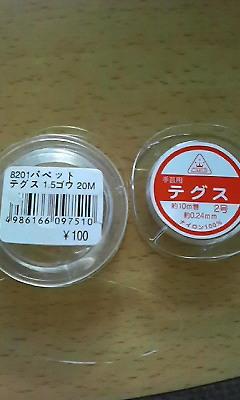 8201パペット
テグス 1.5ゴウ 20M
4986166097510
¥100
手芸用
テグス
約10m巻
2号
約0.24mm
ナイロン100%